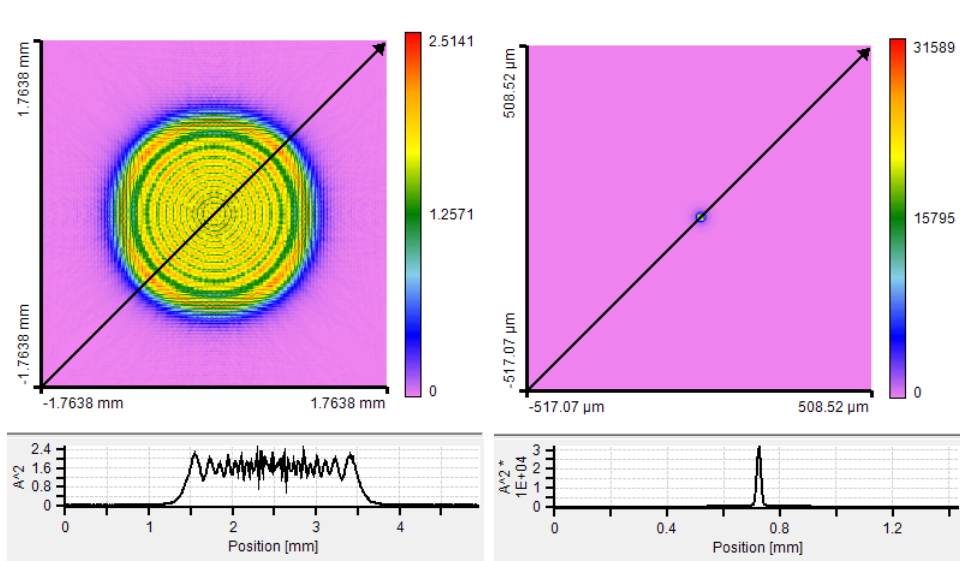 1.7638 mm
-1.7638 mm
-1.7638 mm
1.7638 mm
2.5141
1.2571
0
508.52 µm
-517.07 µm
-517.07 µm
508.52 µm
31589
15795
0
A^2
2.4
1.6
0.8
0
0 1 2 3 4
Position [mm]
A^2 *
1E+04
3
2
1
0
0 0.4 0.8 1.2
Position [mm]